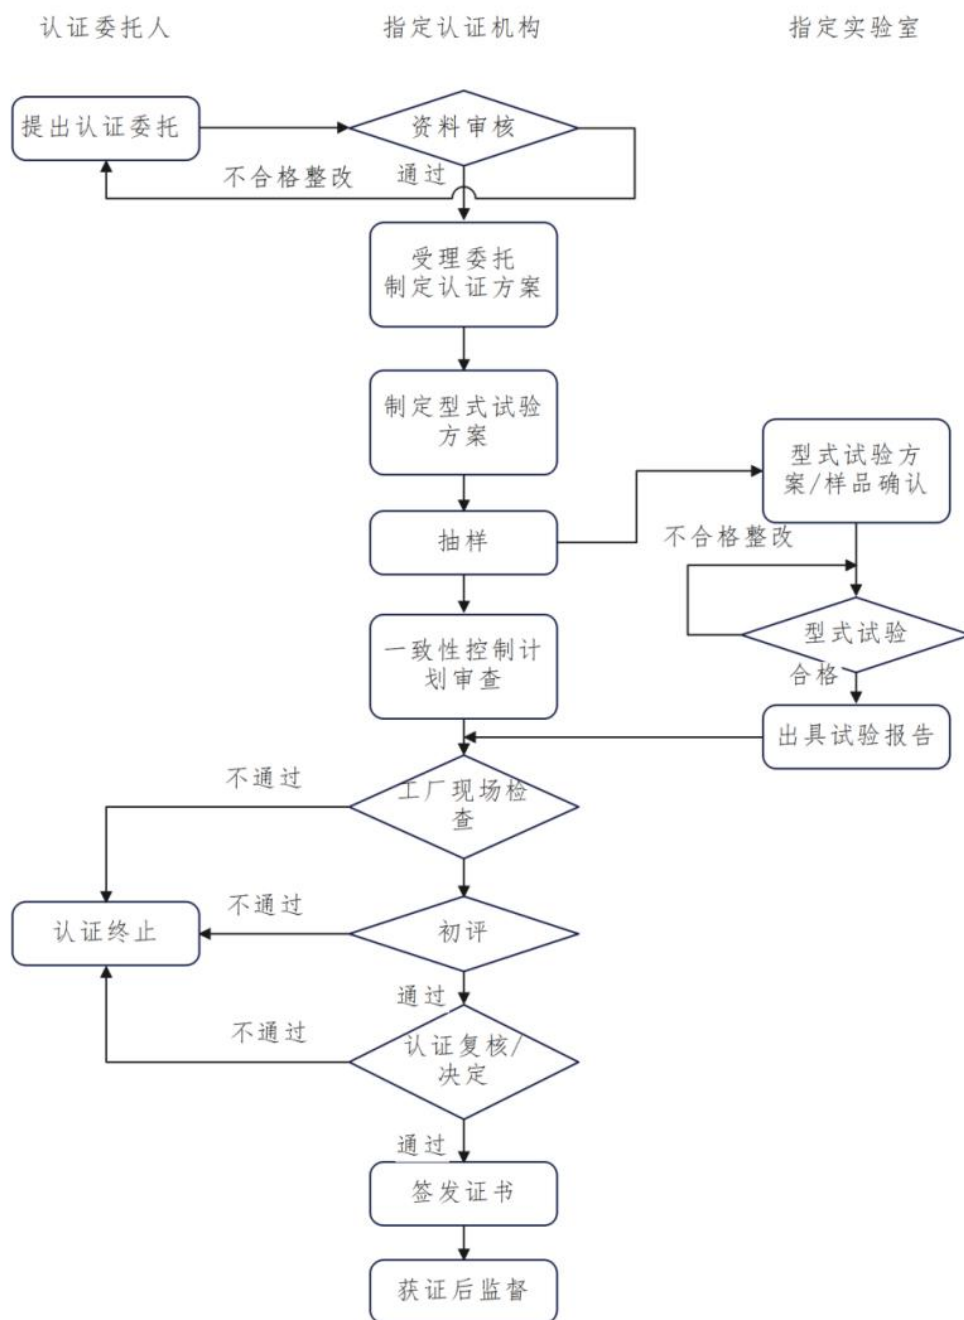 认证委托人 指定认证机构 指定实验室
提出认证委托
资料审核
不合格整改
通过
受理委托
制定认证方案
制定型式试验
方案
型式试验方
案/样品确认
抽样
不合格整改
一致性控制计
划审查
型式试验
合格
出具试验报告
不通过
工厂现场检
查
不通过
认证终止
初评
通过
不通过
认证复核/
决定
通过
签发证书
获证后监督